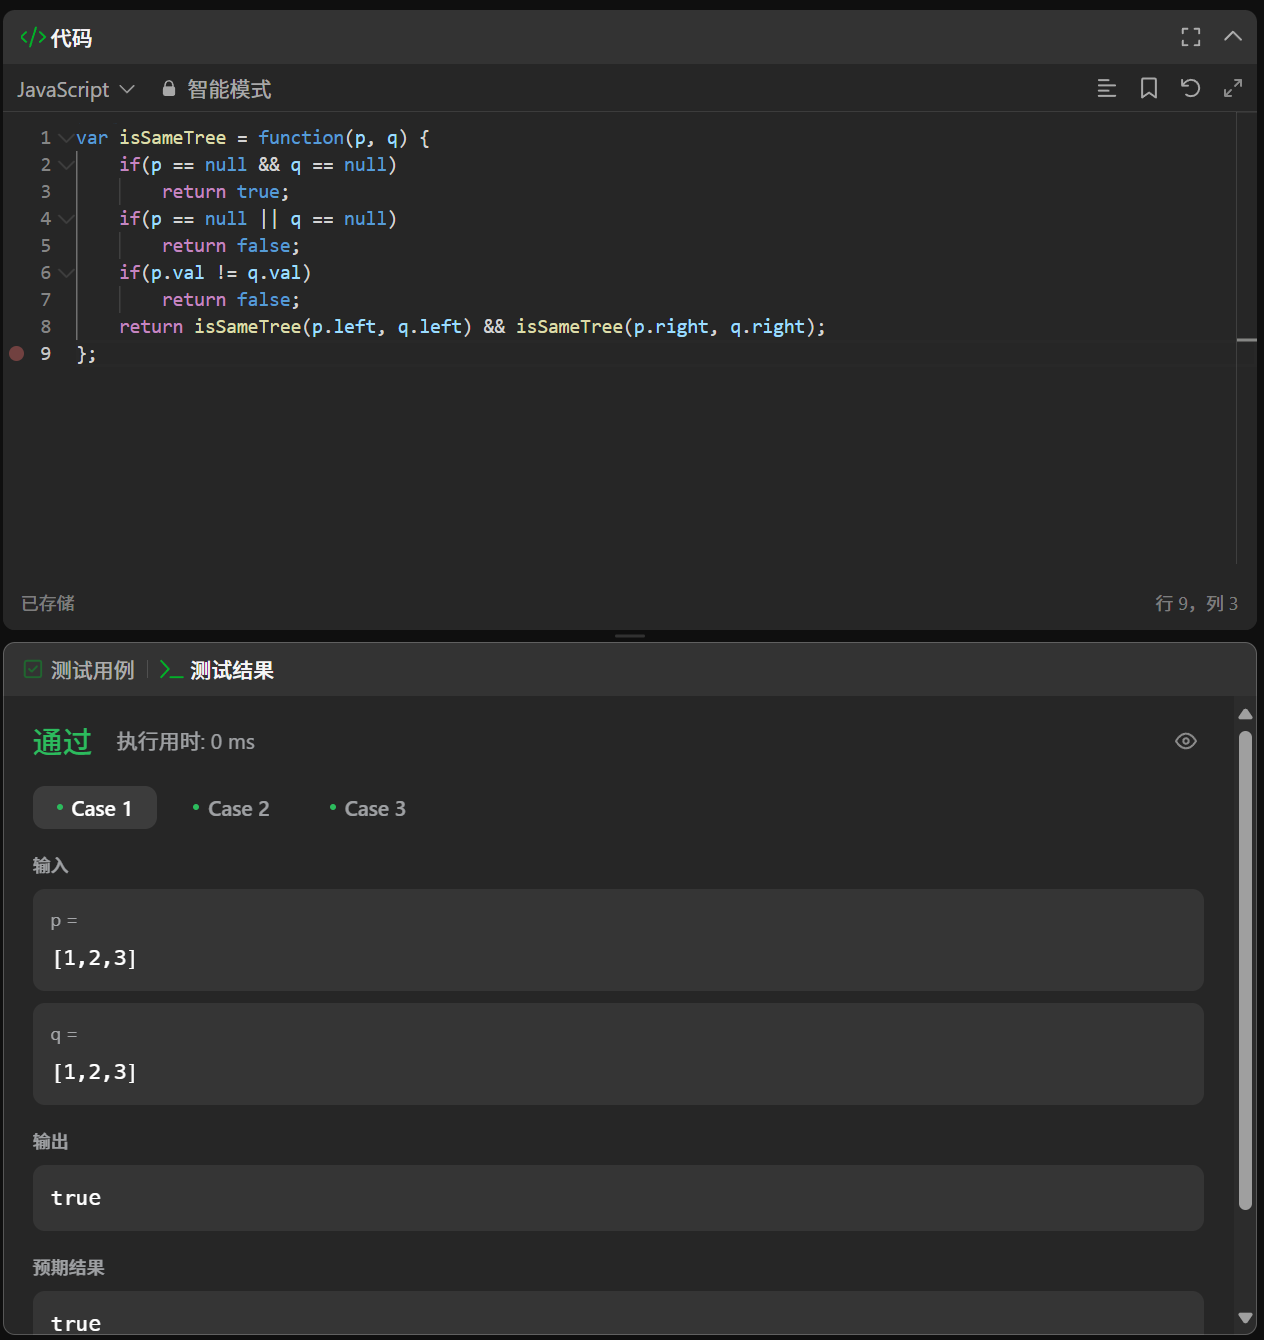 </> 代码
JavaScript 智能模式
1 var isSameTree = function(p, q) {
2 if(p == null && q == null)
3 return true;
4 if(p == null || q == null)
5 return false;
6 if(p.val != q.val)
7 return false;
8 return isSameTree(p.left, q.left) && isSameTree(p.right, q.right);
9 };
已存储 行 9，列 3
测试用例 | >_ 测试结果
通过 执行用时: 0 ms
• Case 1 • Case 2 • Case 3
输入
p =
[1,2,3]
q =
[1,2,3]
输出
true
预期结果
true